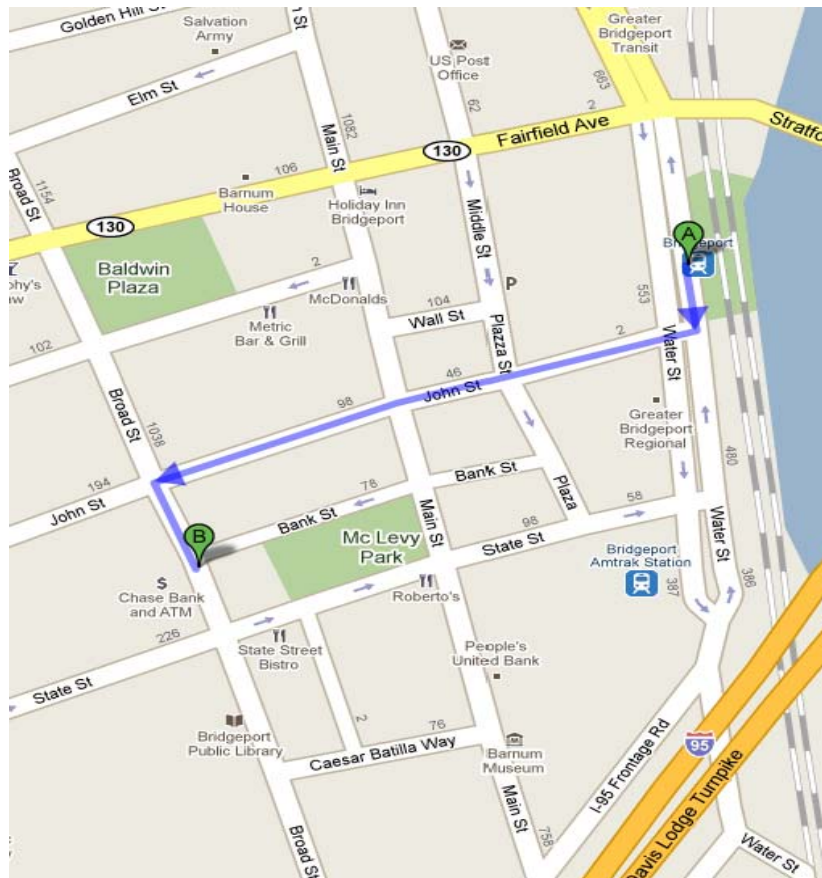 Golden Hill St
Salvation
Army
Main St
US Post
Office
Greater
Bridgeport
Transit
663
Elm St
1082
62
2
Fairfield Ave
Stratfo
Broad St
1154
106
Main St
130
Barnum
House
Holiday Inn
Bridgeport
Middle St
130
A
Bridgeport
Baldwin
Plaza
2
McDonalds
P
553
phy's
aw
Metric
Bar & Grill
104
Wall St
Plazza St
2
Water St
102
46
John St
98
Broad St
1038
Greater
Bridgeport
Regional
194
John St
78
Bank St
Plaza
480
Bank St
58
B
Mc Levy
Park
Main St
98
State St
Water St
$
Chase Bank
and ATM
Bridgeport
Amtrak Station
387
386
Roberto's
226
State Street
Bistro
People's
United Bank
State St
Bridgeport
Public Library
2
76
Caesar Batilla Way
Barnum
Museum
I-95 Frontage Rd
95
Main St
758
Broad St
Davis Lodge Turnpike
Water St